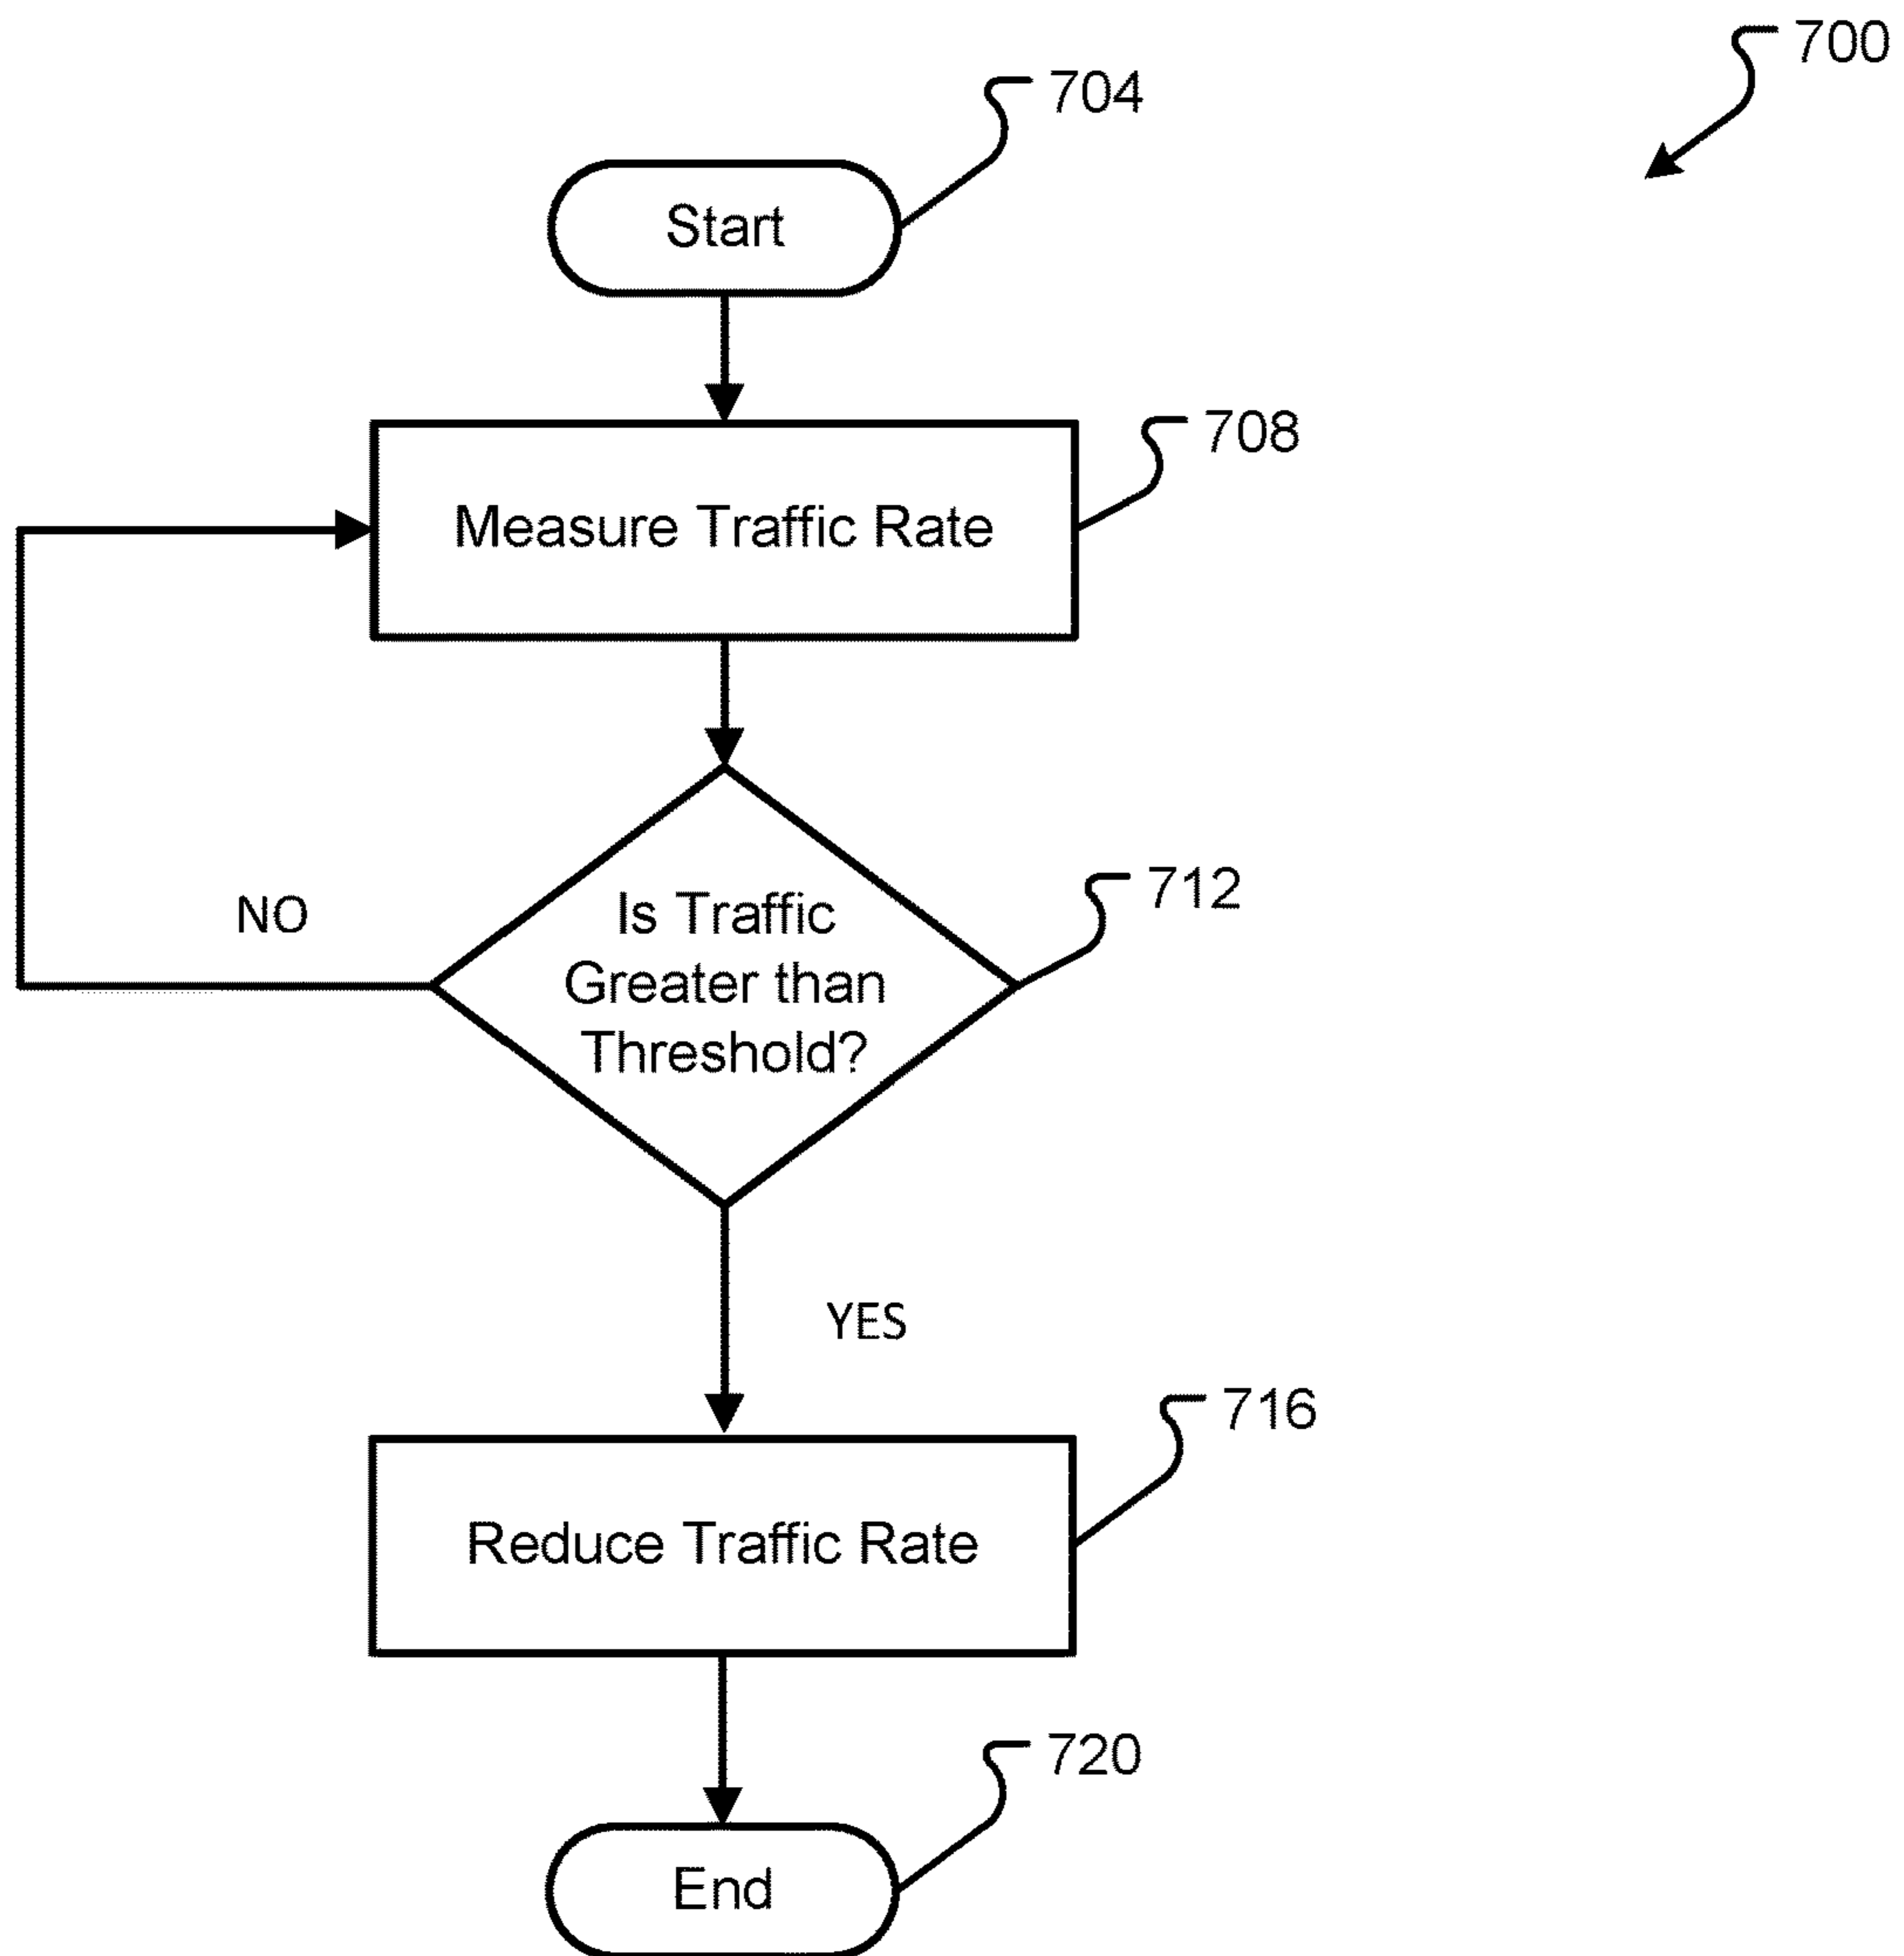 700
704
Start
708
Measure Traffic Rate
712
NO
Is Traffic
Greater than
Threshold?
YES
716
Reduce Traffic Rate
720
End